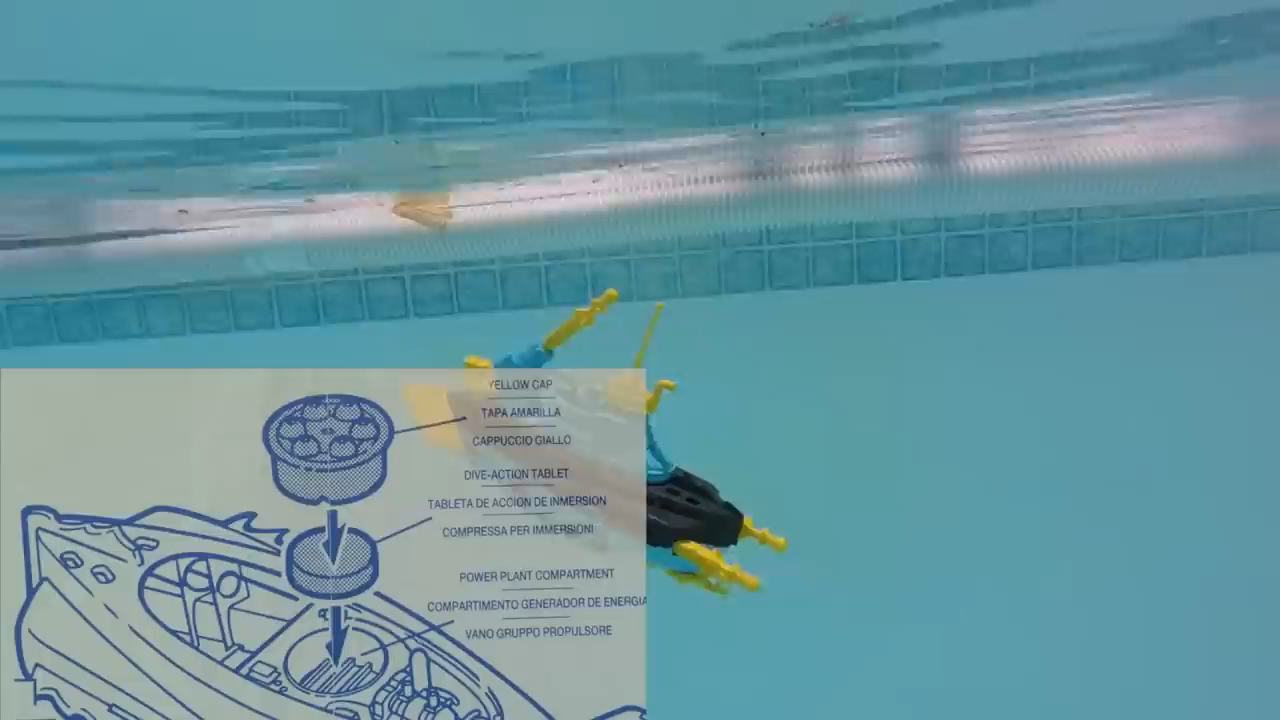 YELLOW CAP
TAPA AMARILLA
CAPPUCCIO GIALLO
DIVE-ACTION TABLET
TABLETA DE ACCION DE INMERSION
COMPRESSA PER IMMERSIONI
POWER PLANT COMPARTMENT
COMPARTIMENTO GENERADOR DE ENERGIA
VANO GRUPPO PROPULSORE